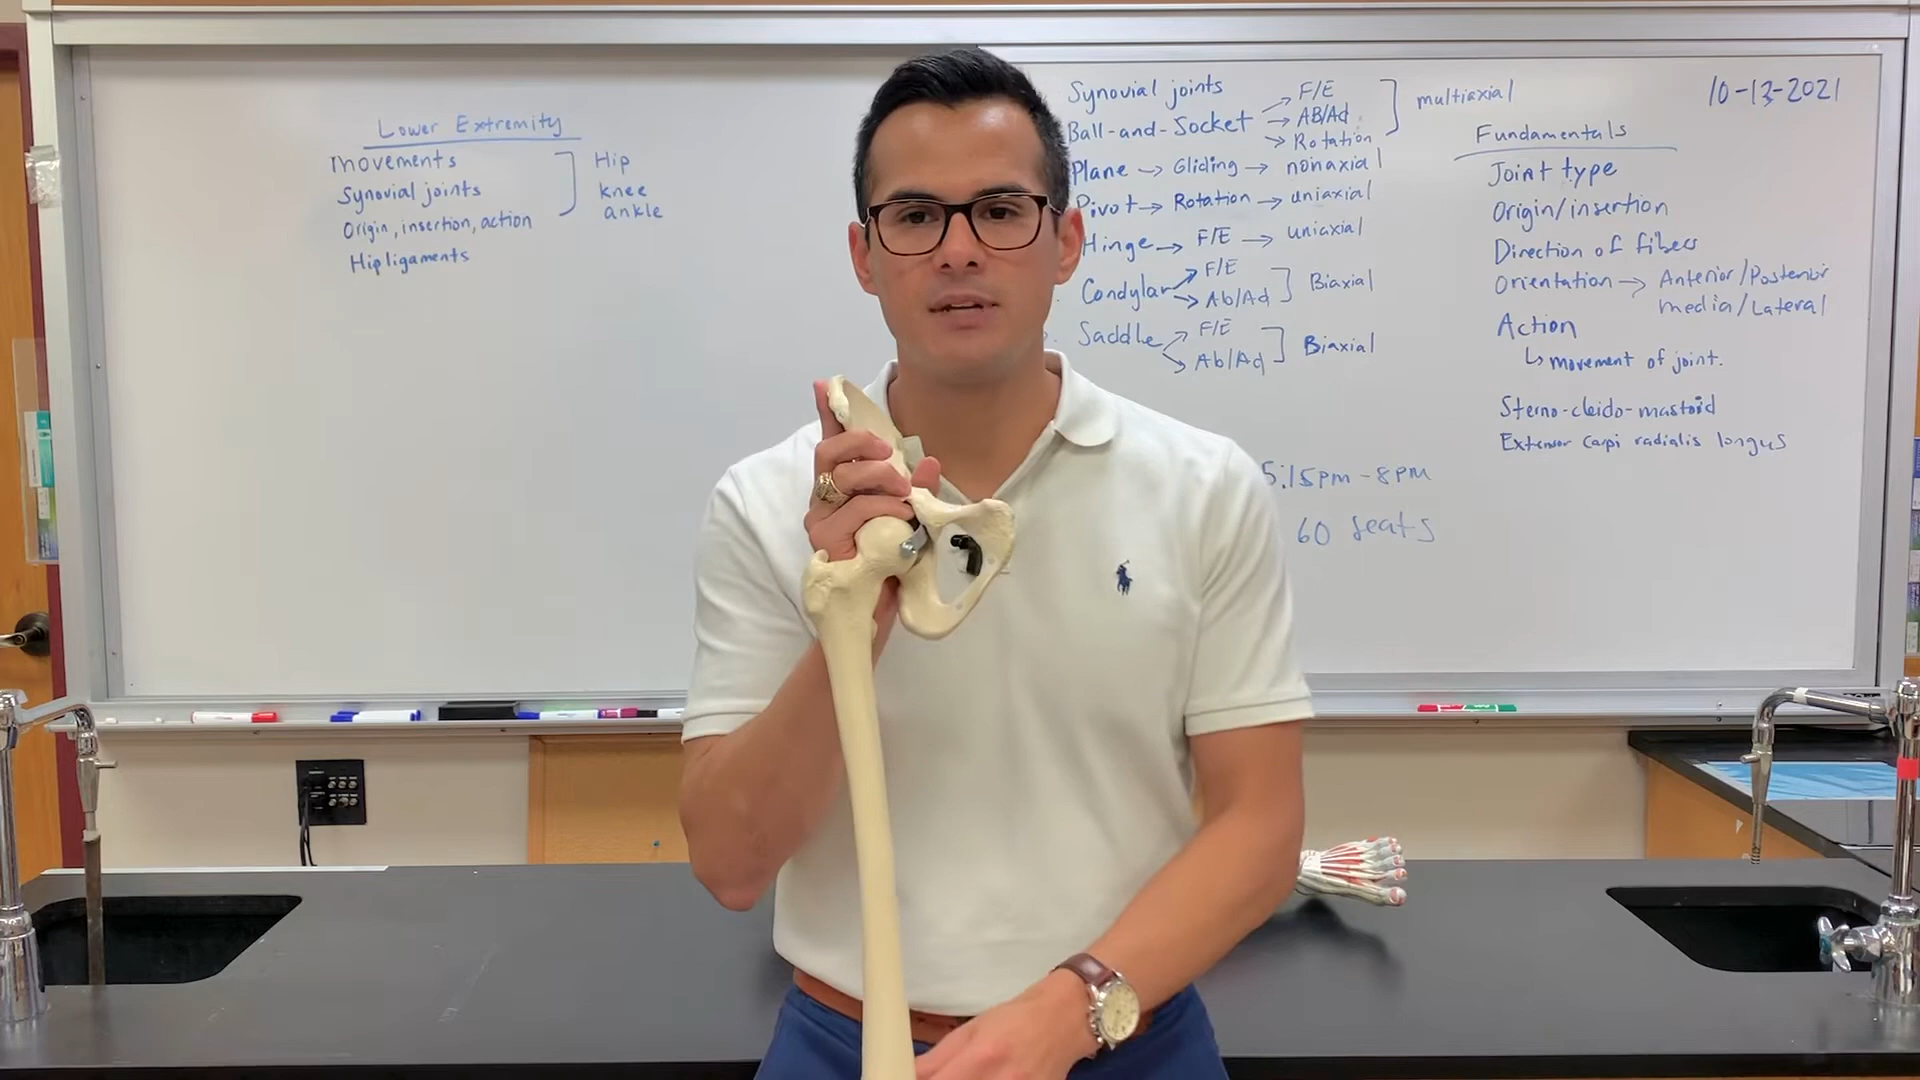 Lower Extremity
movements
Synovial joints
Origin, insertion, action
Hip ligaments
Hip
knee
ankle
Synovial joints
Ball-and-Socket → F/E
→ AB/Ad
→ Rotation
multiaxial
Plane → Gliding → nonaxial
Pivot → Rotation → uniaxial
Hinge → F/E → uniaxial
Condylar → F/E
→ Ab/Ad
Biaxial
Saddle → F/E
→ Ab/Ad
Biaxial
5:15pm - 8pm
60 seats
10-13-2021
Fundamentals
Joint type
Origin/insertion
Direction of fibers
Orientation → Anterior/Posterior
media/Lateral
Action
↳ movement of joint.
Sterno-cleido-mastoid
Extensor carpi radialis longus